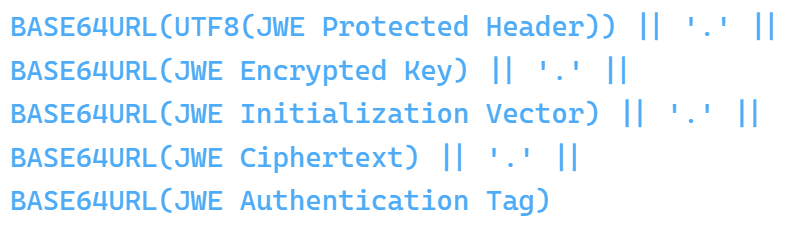 BASE64URL(UTF8(JWE Protected Header)) || '.' ||
BASE64URL(JWE Encrypted Key) || '.' ||
BASE64URL(JWE Initialization Vector) || '.' ||
BASE64URL(JWE Ciphertext) || '.' ||
BASE64URL(JWE Authentication Tag)